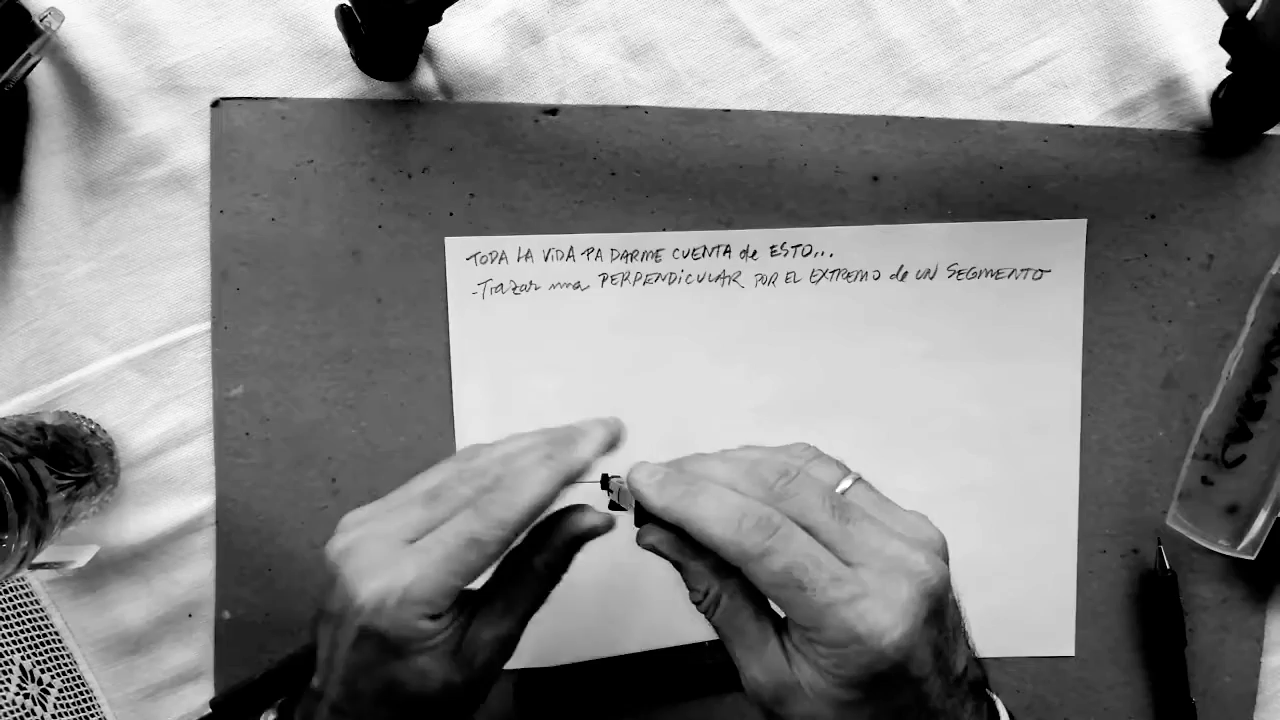 TODA LA VIDA PA DARME CUENTA de ESTO...
-Trazar una PERPENDICULAR POR EL EXTREMO de UN SEGMENTO